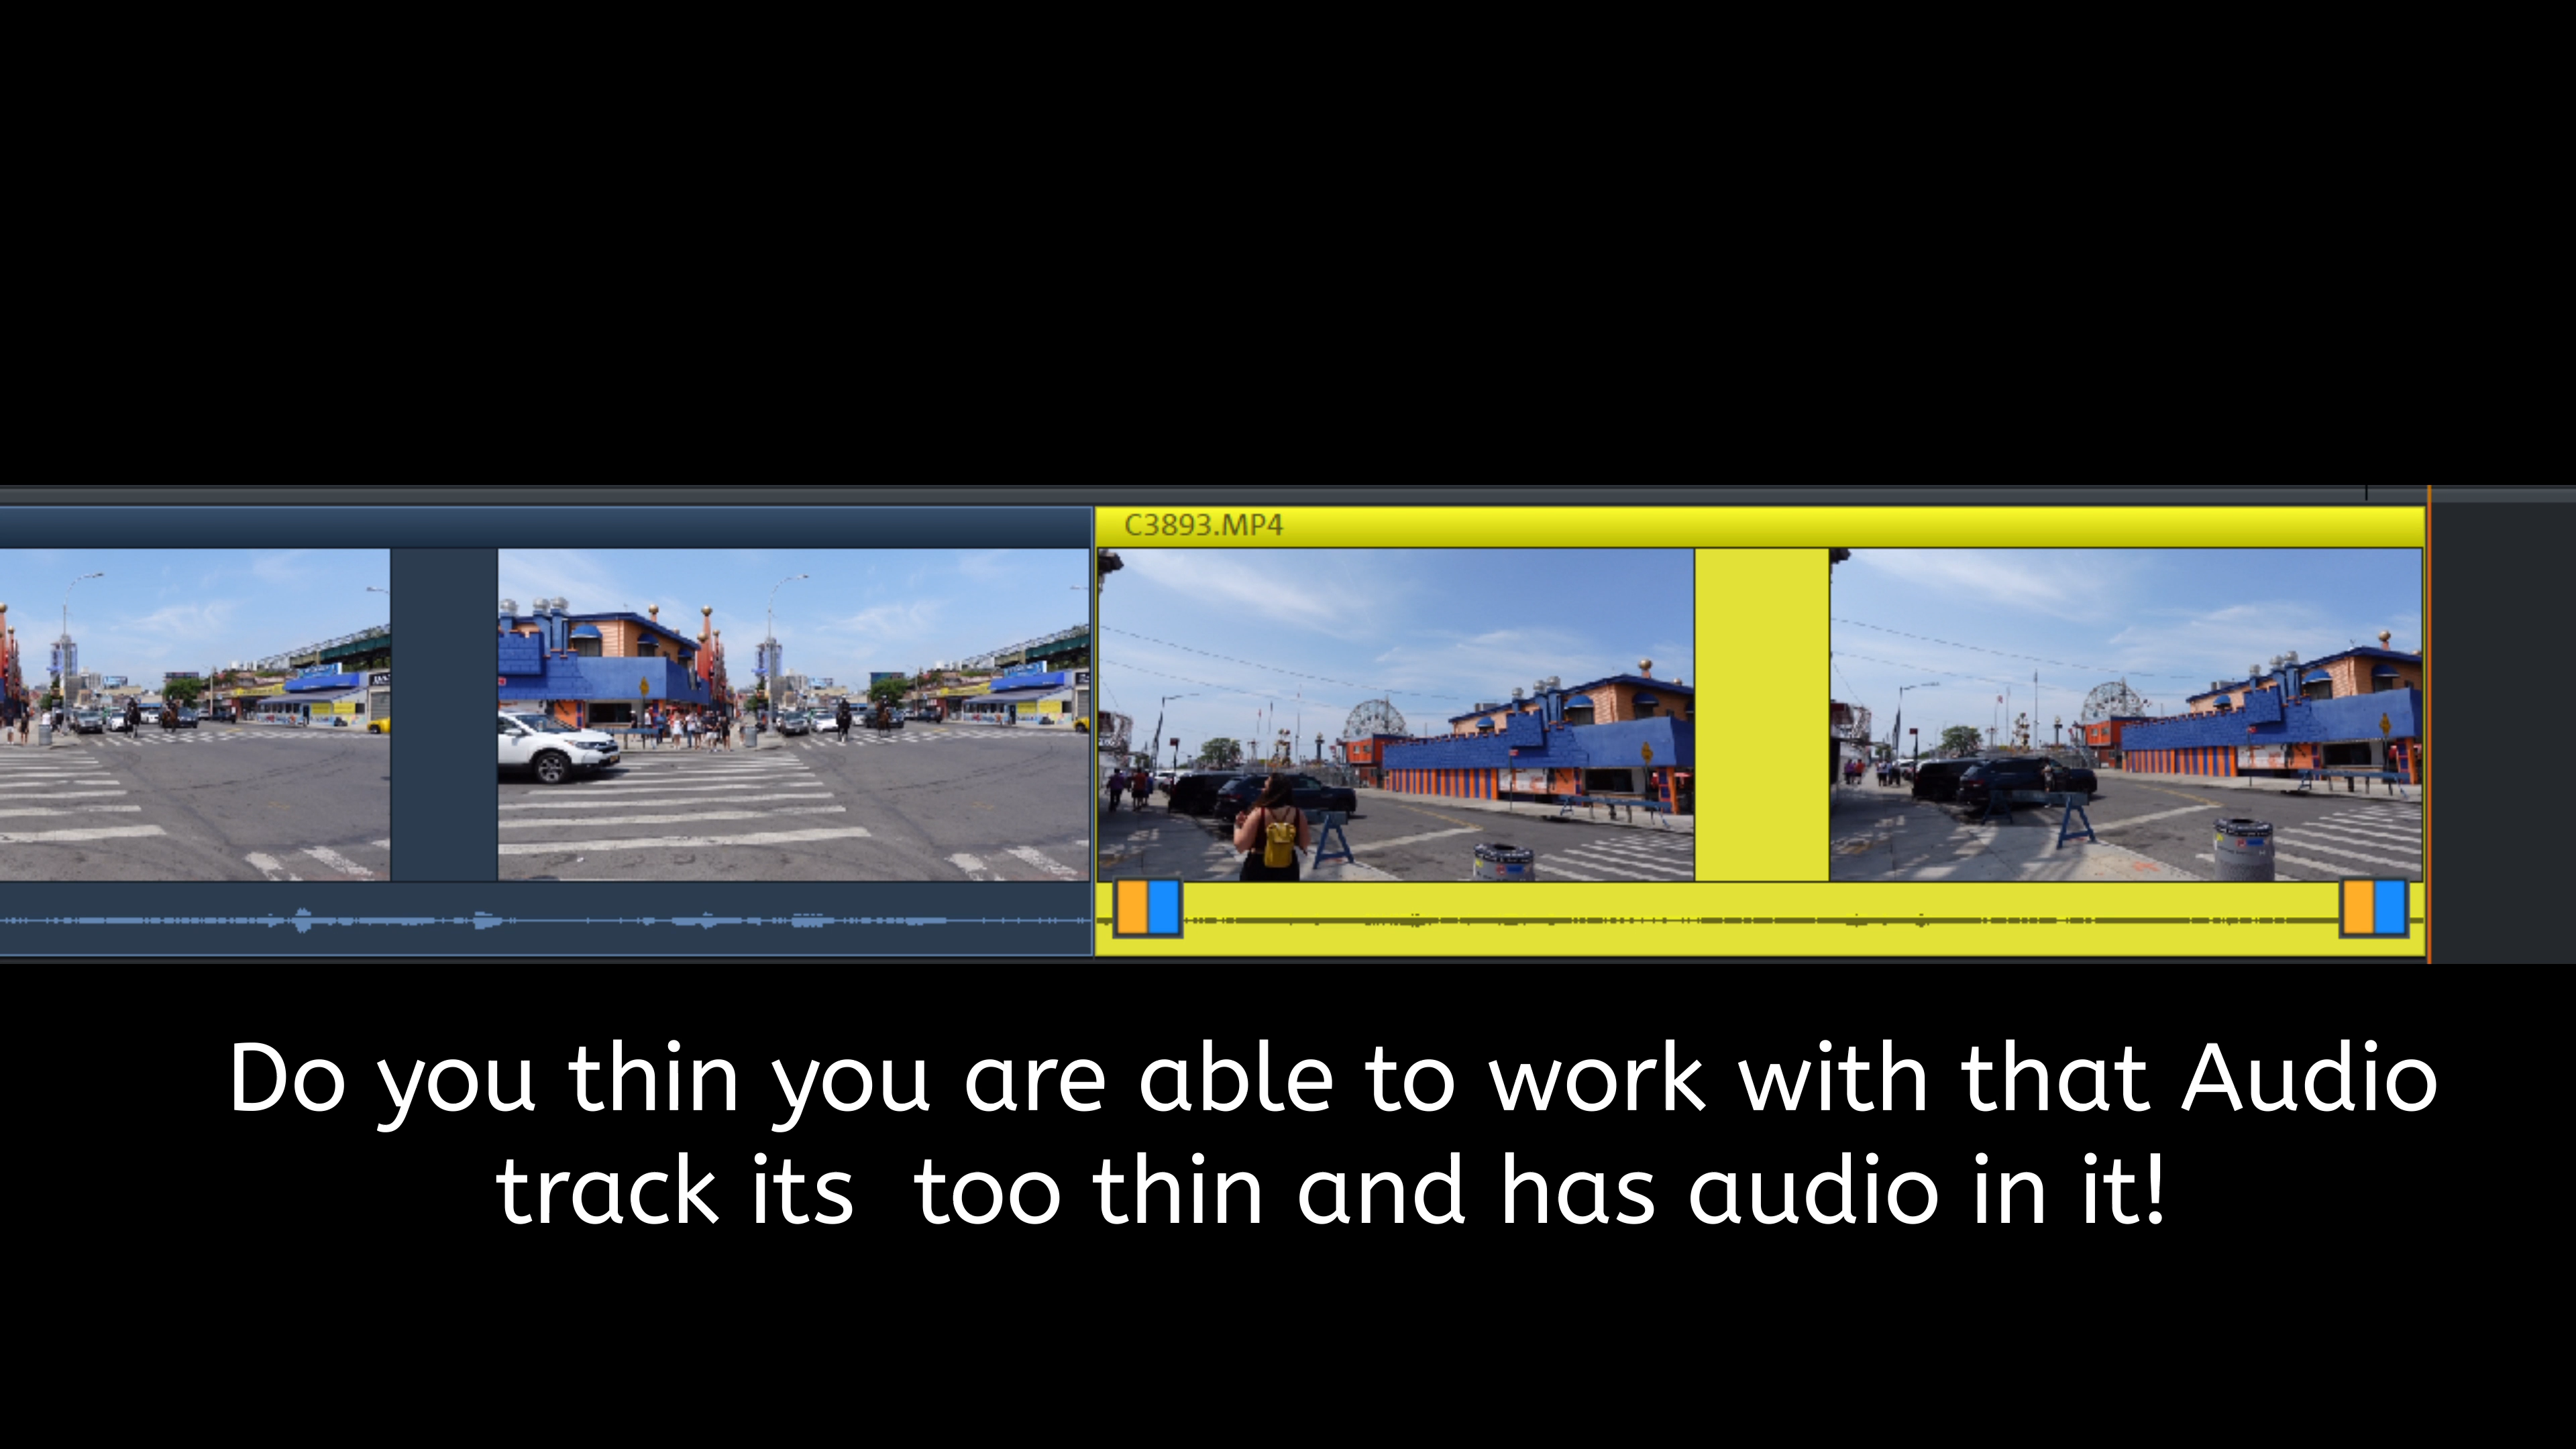 C3893.MP4
Do you thin you are able to work with that Audio
track its  too thin and has audio in it!